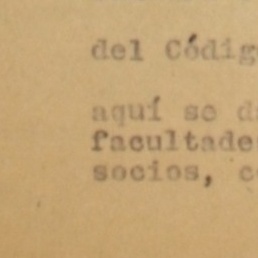 del Códig
aquí se d
facultade
socios, c